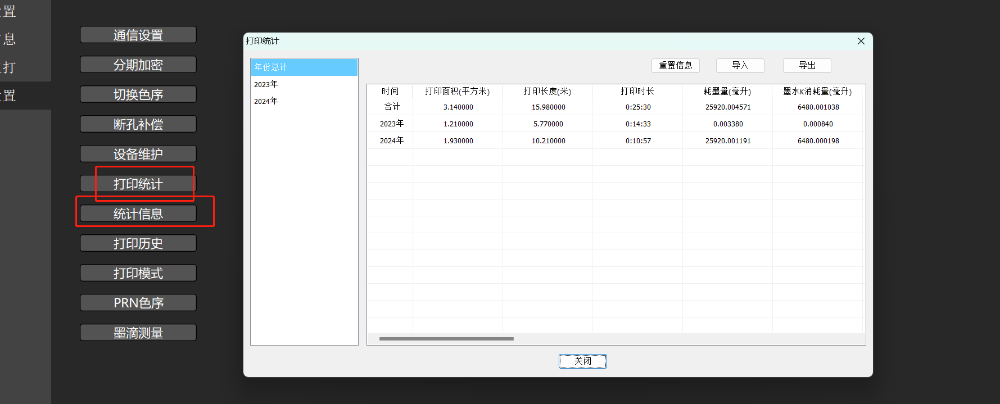 置
息
打
置
通信设置
分期加密
切换色序
断孔补偿
设备维护
打印统计
统计信息
打印历史
打印模式
PRN色序
墨滴测量
打印统计
年份总计
2023年
2024年
重置信息 导入 导出
时间 打印面积(平方米) 打印长度(米) 打印时长 耗墨量(毫升) 墨水K消耗量(毫升)
合计 3.140000 15.980000 0:25:30 25920.004571 6480.001038
2023年 1.210000 5.770000 0:14:33 0.003380 0.000840
2024年 1.930000 10.210000 0:10:57 25920.001191 6480.000198
关闭